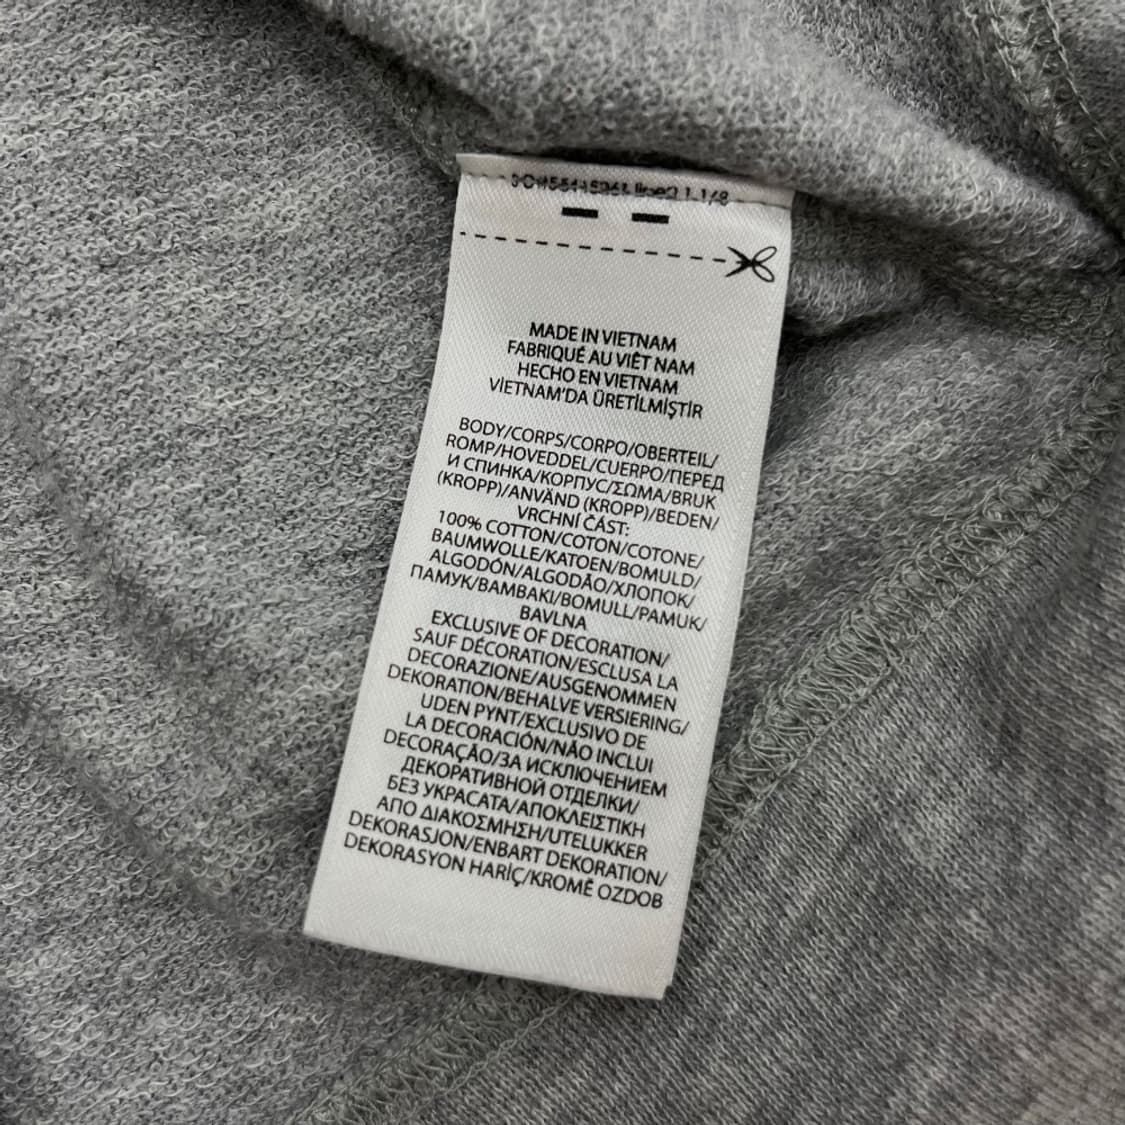 MADE IN VIETNAM
FABRIQUÉ AU VIÊT NAM
HECHO EN VIETNAM
VİETNAM'DA ÜRETİLMİŞTİR
BODY/CORPS/CORPO/OBERTEIL/
ROMP/HOVEDDEL/CUERPO/ПЕРЕД
И СПИНКА/КОРПУС/ΣΩΜΑ/BRUK
(KROPP)/ANVÄND (KROPP)/BEDEN/
VRCHNÍ ČÁST:
100% COTTON/COTON/COTONE/
BAUMWOLLE/KATOEN/BOMULD/
ALGODÓN/ALGODÃO/ХЛОПОК/
ПАМУК/ΒΑΜΒΑΚΙ/BOMULL/PAMUK/
BAVLNA
EXCLUSIVE OF DECORATION/
SAUF DÉCORATION/ESCLUSA LA
DECORAZIONE/AUSGENOMMEN
DEKORATION/BEHALVE VERSIERING/
UDEN PYNT/EXCLUSIVO DE
LA DECORACIÓN/NÃO INCLUI
DECORAÇÃO/ЗА ИСКЛЮЧЕНИЕМ
ДЕКОРАТИВНОЙ ОТДЕЛКИ/
БЕЗ УКРАСАТА/ΑΠΟΚΛΕΙΣΤΙΚΗ
ΑΠΟ ΔΙΑΚΟΣΜΗΣΗ/UTELUKKER
DEKORASJON/ENBART DEKORATION/
DEKORASYON HARİÇ/KROMĚ OZDOB